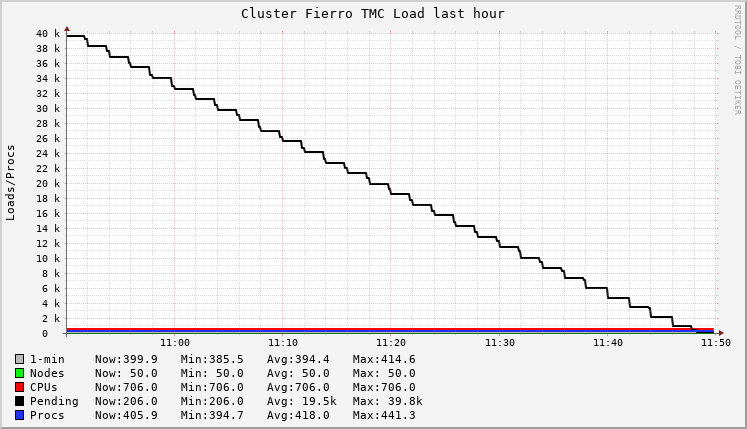 Cluster Fierro TMC Load last hour
RRDTOOL / TOBI OETIKER
Loads/Procs
40 k
38 k
36 k
34 k
32 k
30 k
28 k
26 k
24 k
22 k
20 k
18 k
16 k
14 k
12 k
10 k
8 k
6 k
4 k
2 k
0
11:00 11:10 11:20 11:30 11:40 11:50
1-min Now:399.9 Min:385.5 Avg:394.4 Max:414.6
Nodes Now: 50.0 Min: 50.0 Avg: 50.0 Max: 50.0
CPUs Now:706.0 Min:706.0 Avg:706.0 Max:706.0
Pending Now:206.0 Min:206.0 Avg: 19.5k Max: 39.8k
Procs Now:405.9 Min:394.7 Avg:418.0 Max:441.3